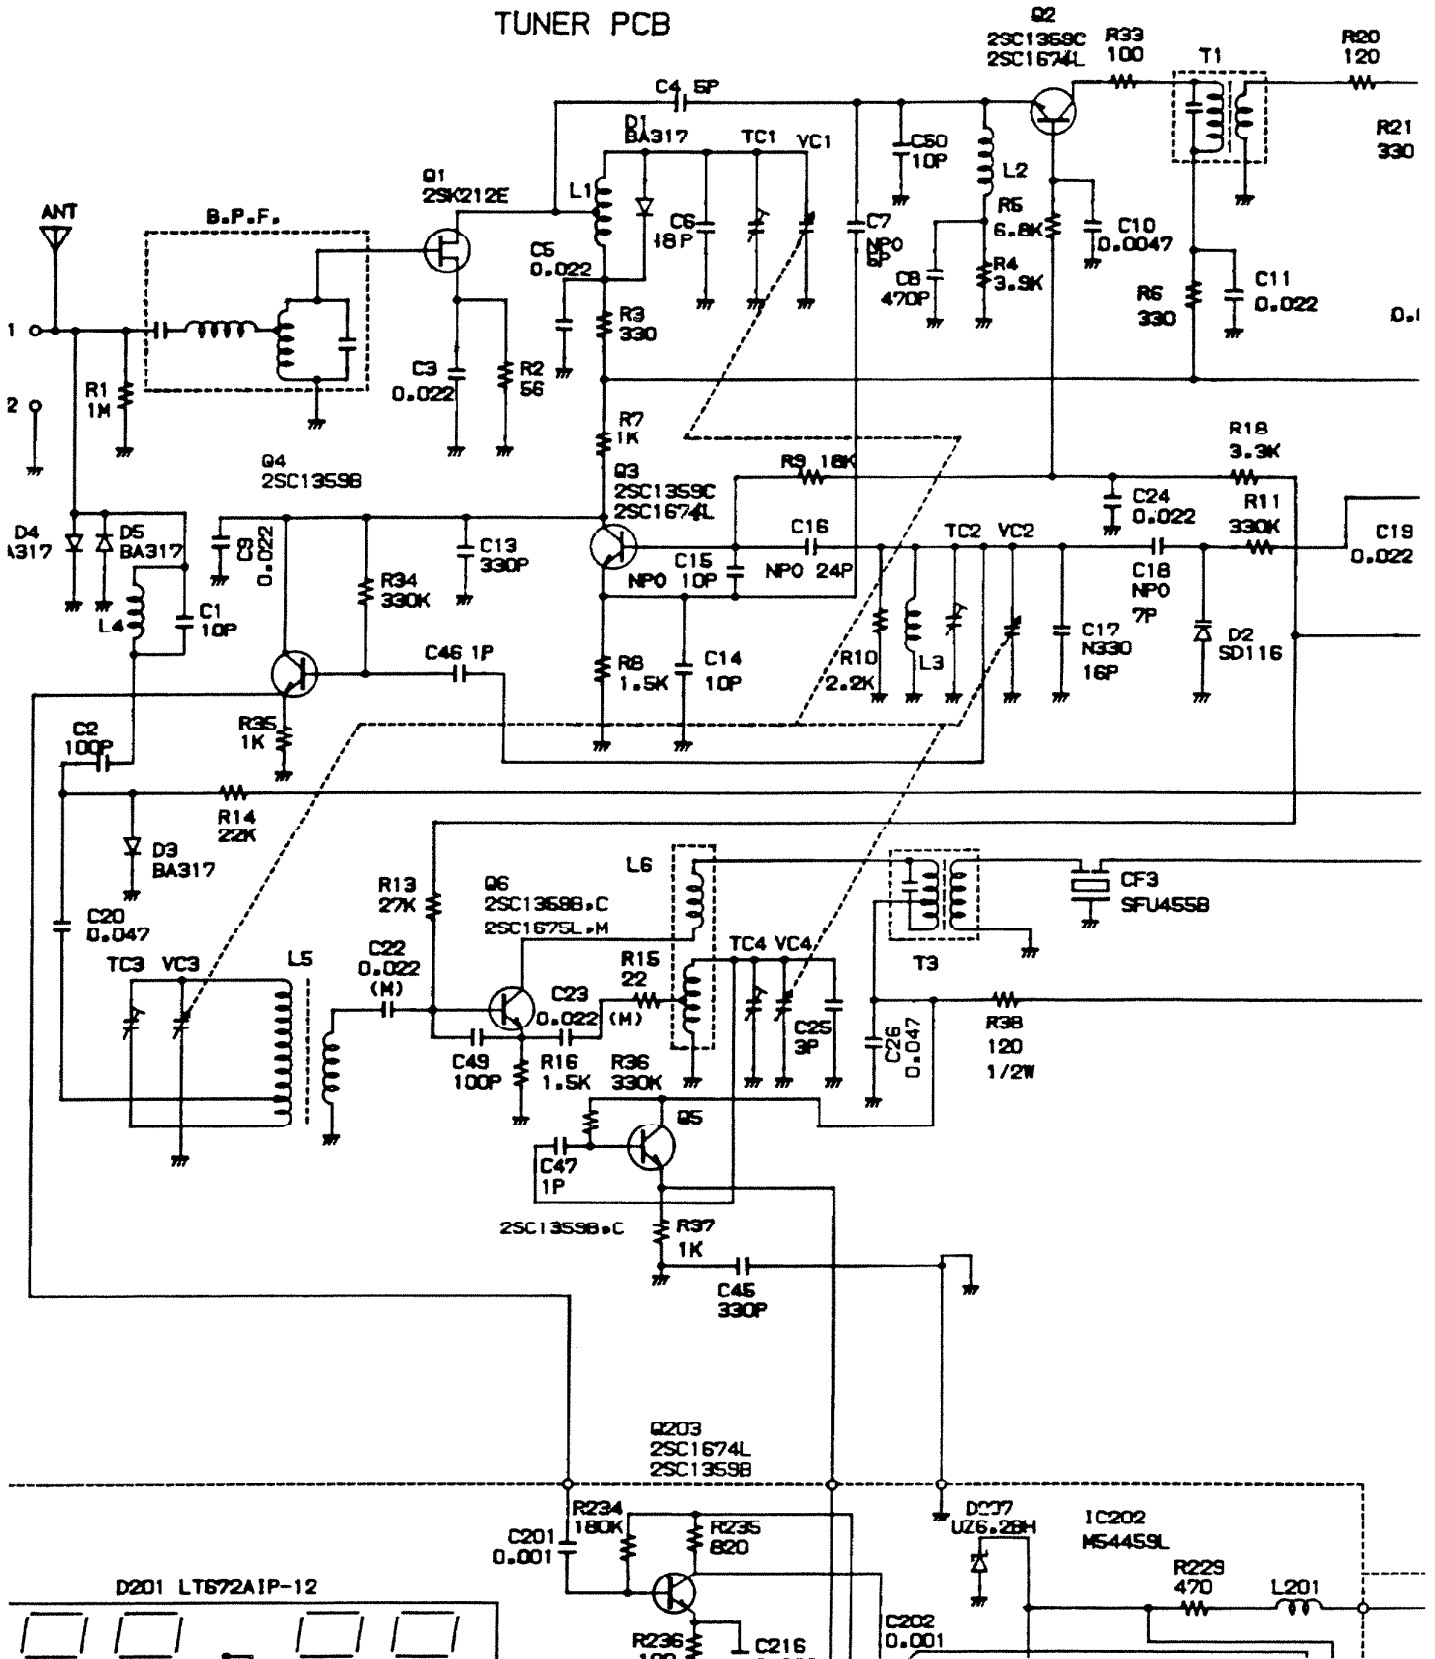 TUNER PCB
Q2
2SC1359C
2SC1674L
R33
100
T1
R20
120
R21
330
C4 5P
D1
BA317
TC1
VC1
C50
10P
L2
R5
6.8K
C10
0.0047
Q1
2SK212E
L1
C5
0.022
C6
18P
C7
NP0
9P
C8
470P
R4
3.9K
R6
330
C11
0.022
ANT
B.P.F.
1
2
R1
1M
C3
0.022
R2
56
R3
330
R7
1K
Q4
2SC1359B
Q3
2SC1359C
2SC1674L
R9 18K
R18
3.3K
C24
0.022
R11
330K
C19
0.022
D4
A317
D5
BA317
C9
0.022
C13
330P
R34
330K
C15
NP0 10P
C16
NP0 24P
TC2
VC2
C18
NP0
7P
D2
SD116
L4
C1
10P
C46 1P
R8
1.5K
C14
10P
R10
2.2K
L3
C17
N330
16P
C2
100P
R35
1K
R14
22K
D3
BA317
C20
0.047
R13
27K
Q6
2SC1359B,C
2SC1675L,M
L6
CF3
SFU455B
T3
TC3
VC3
L5
C22
0.022
(M)
C23
0.022 (M)
R15
22
TC4
VC4
C25
3P
C26
0.047
R38
120
1/2W
C49
100P
R16
1.5K
R36
330K
Q5
C47
1P
2SC1359B,C
R37
1K
C45
330P
Q203
2SC1674L
2SC1359B
R234
180K
C201
0.001
R235
820
UZ6.2BH
IC202
M54459L
R229
470
L201
D201 LT672AIP-12
R236
C216
C202
0.001